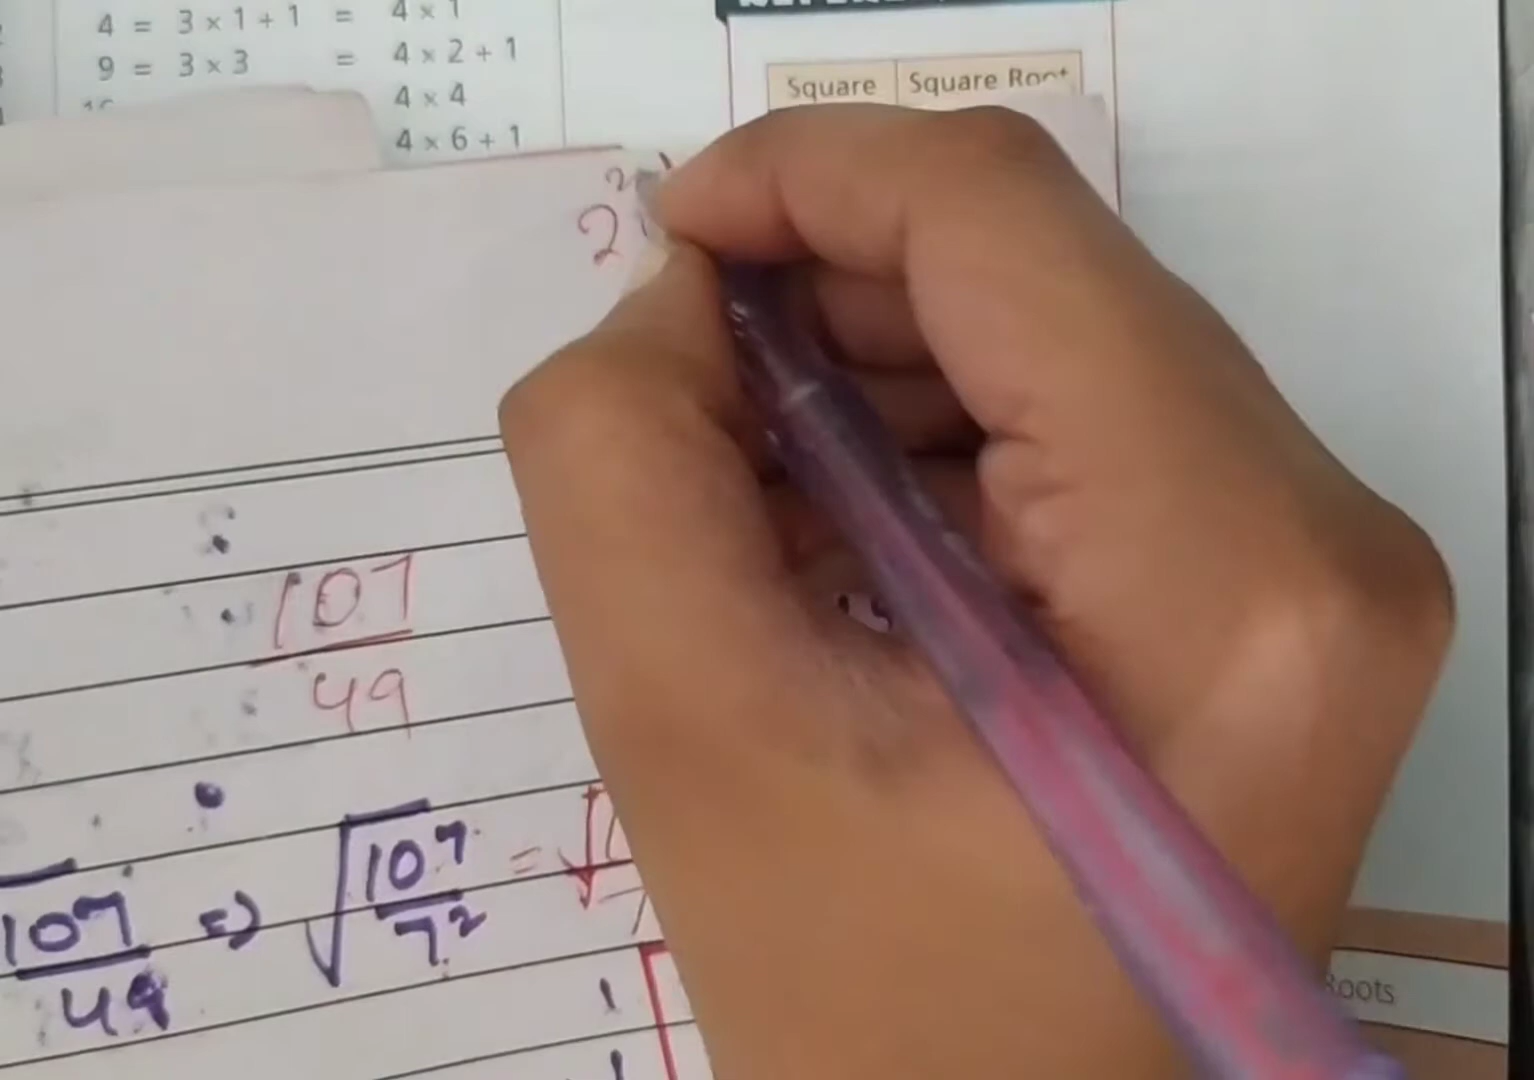 4 = 3 × 1 + 1 = 4 × 1
9 = 3 × 3 = 4 × 2 + 1
4 × 4
4 × 6 + 1
Square Square Root
2
2
107
49
107/49 ⇒ √107/7² = √
Roots